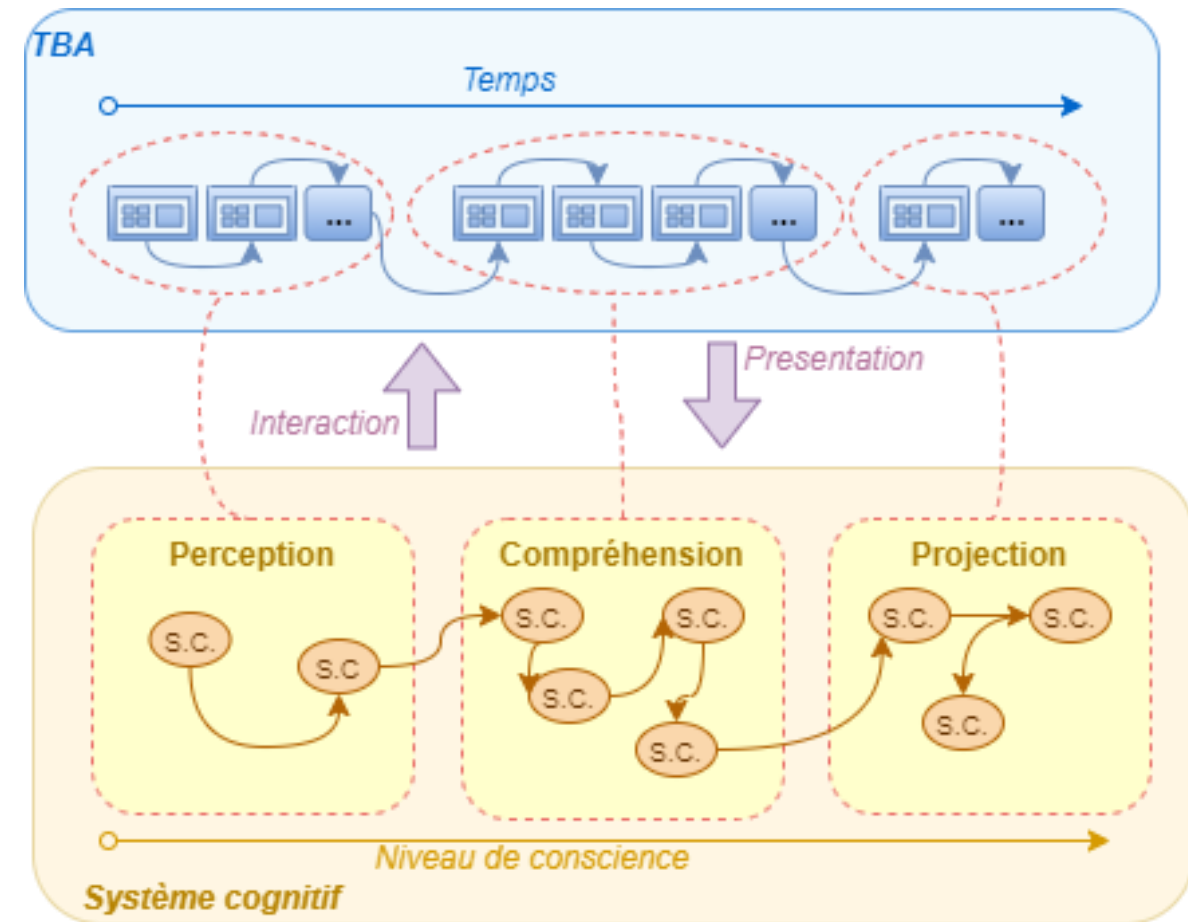 TBA
Temps
...
...
...
Interaction
Presentation
Perception
Compréhension
Projection
S.C.
S.C
S.C.
S.C.
S.C.
S.C.
S.C.
S.C.
S.C.
Niveau de conscience
Système cognitif